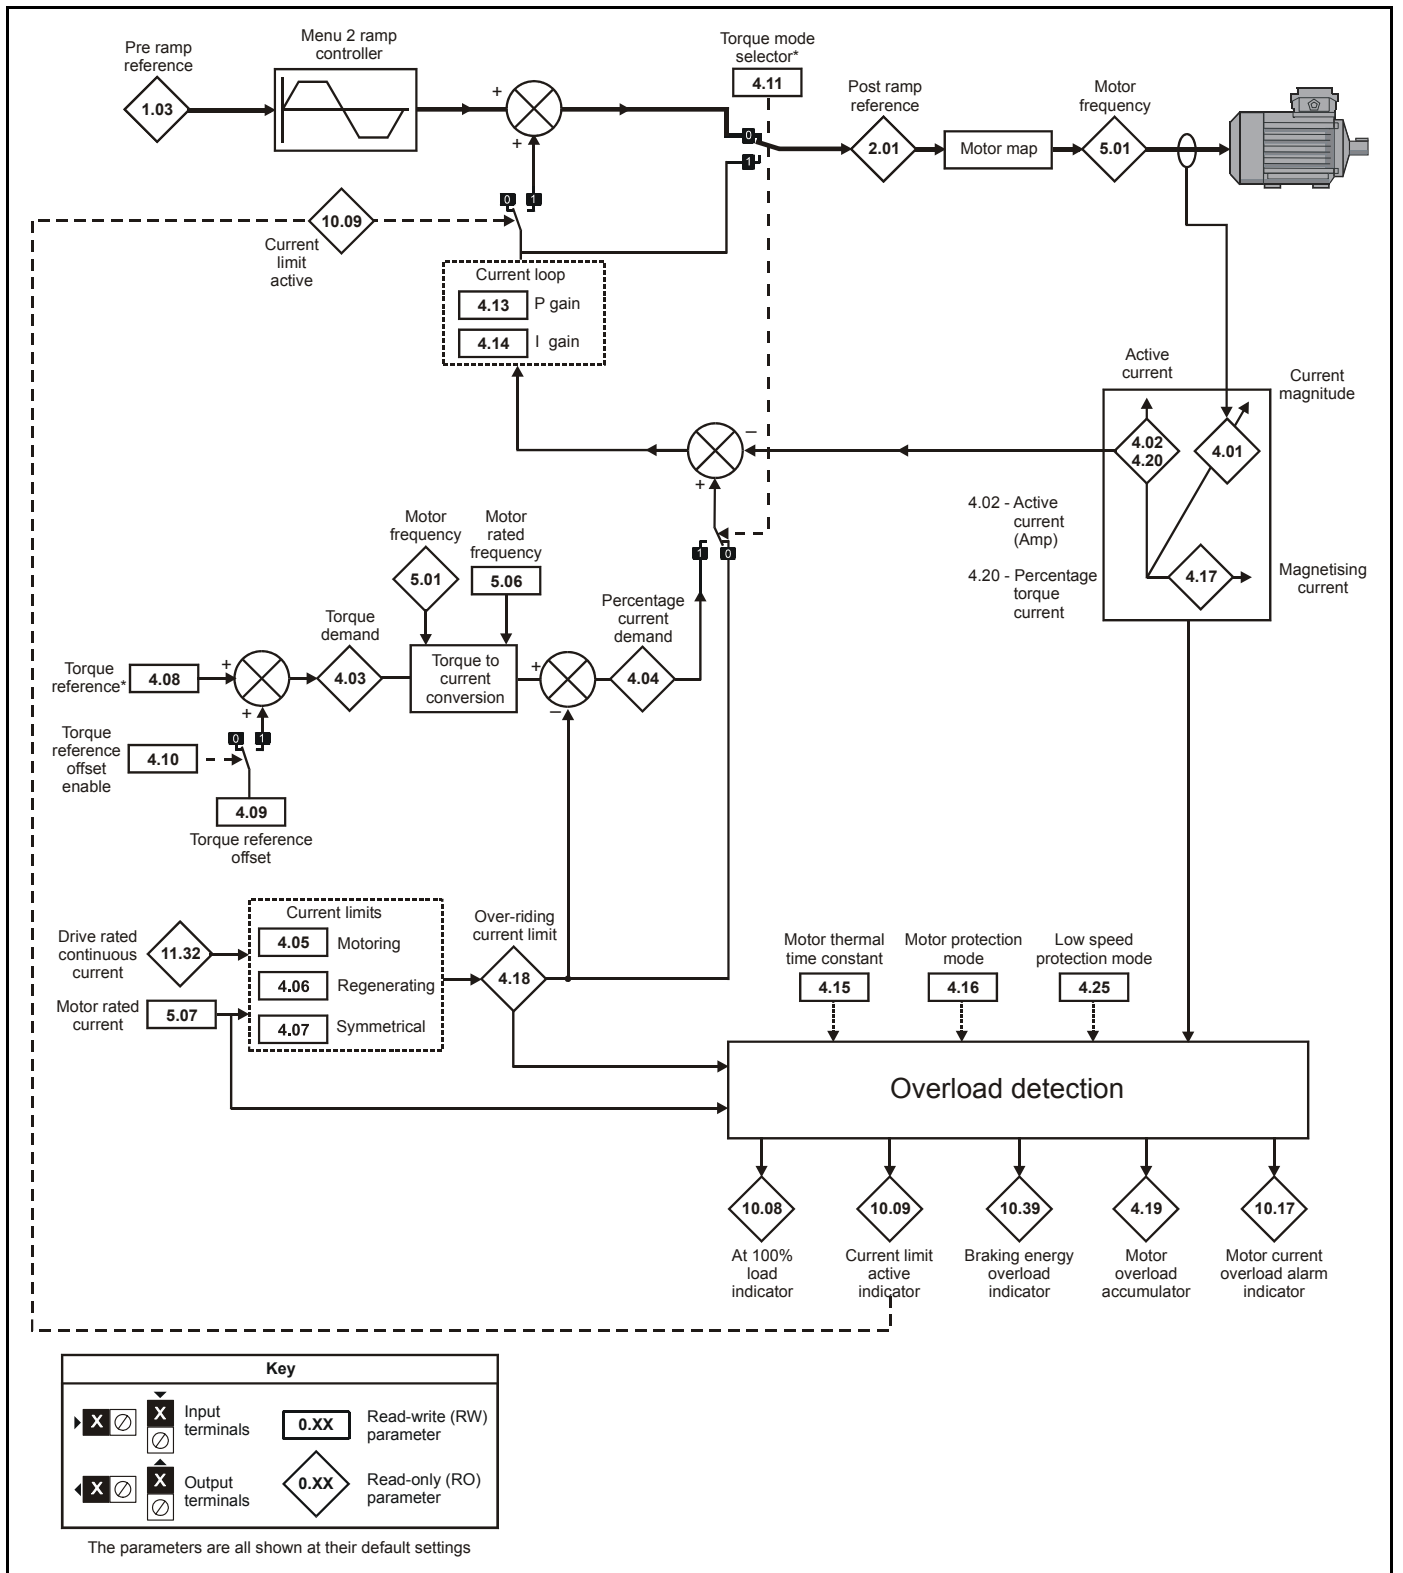 Pre ramp
reference
1.03
Menu 2 ramp
controller
+
+
Torque mode
selector*
4.11
0
1
Post ramp
reference
2.01
Motor map
Motor
frequency
5.01
0
1
10.09
Current
limit
active
Current loop
4.13 P gain
4.14 I gain
Active
current
Current
magnitude
4.02
4.20
4.01
4.17
Magnetising
current
4.02 - Active
current
(Amp)
4.20 - Percentage
torque
current
–
+
1
0
Motor
frequency
5.01
Motor
rated
frequency
5.06
Torque
demand
4.03
Torque to
current
conversion
Percentage
current
demand
4.04
+
–
Torque
reference*
4.08
+
+
0
1
Torque
reference
offset
enable
4.10
4.09
Torque reference
offset
Drive rated
continuous
current
11.32
Motor rated
current
5.07
Current limits
4.05 Motoring
4.06 Regenerating
4.07 Symmetrical
Over-riding
current limit
4.18
Motor thermal
time constant
4.15
Motor protection
mode
4.16
Low speed
protection mode
4.25
Overload detection
10.08
At 100%
load
indicator
10.09
Current limit
active
indicator
10.39
Braking energy
overload
indicator
4.19
Motor
overload
accumulator
10.17
Motor current
overload alarm
indicator
Key
X
X
Input
terminals
0.XX
Read-write (RW)
parameter
X
X
Output
terminals
0.XX
Read-only (RO)
parameter
The parameters are all shown at their default settings